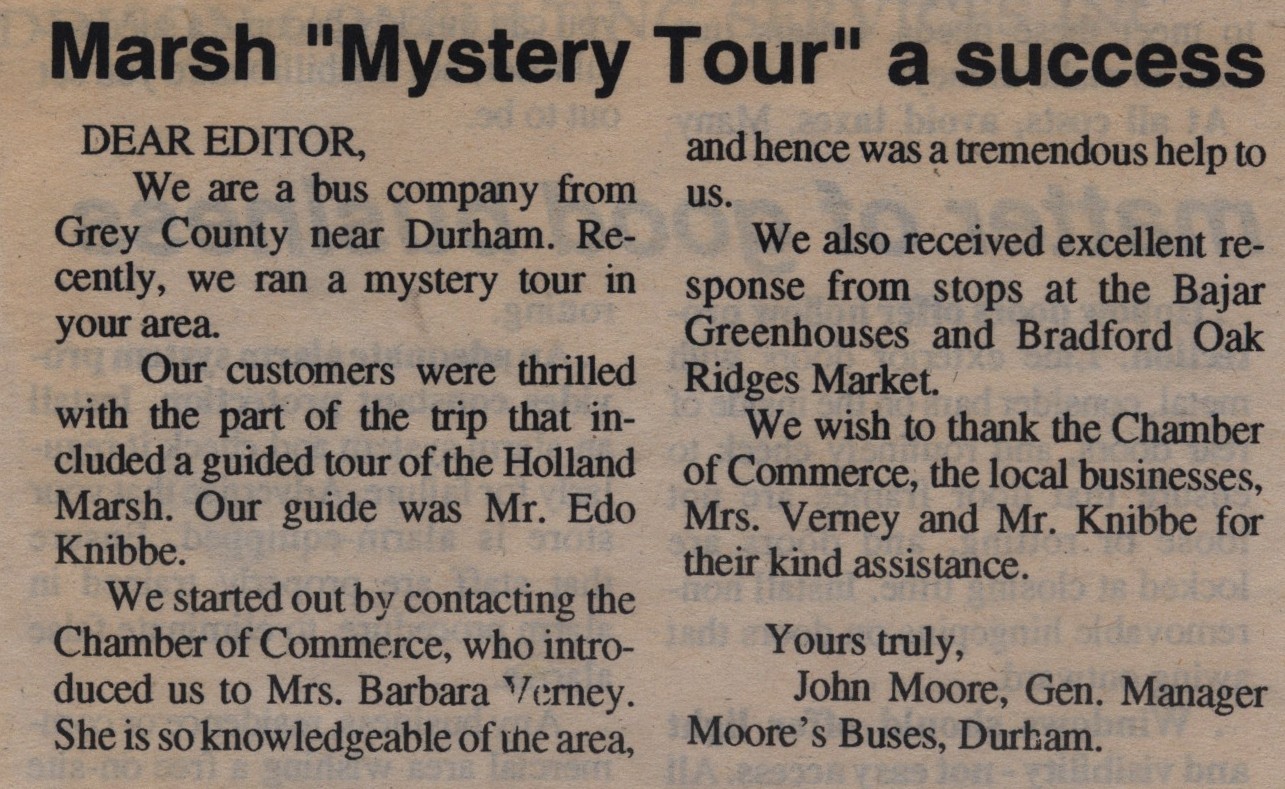 Marsh "Mystery Tour" a success
DEAR EDITOR,
We are a bus company from
Grey County near Durham. Re-
cently, we ran a mystery tour in
your area.
Our customers were thrilled
with the part of the trip that in-
cluded a guided tour of the Holland
Marsh. Our guide was Mr. Edo
Knibbe.
We started out by contacting the
Chamber of Commerce, who intro-
duced us to Mrs. Barbara Verney.
She is so knowledgeable of the area,
and hence was a tremendous help to
us.
We also received excellent re-
sponse from stops at the Bajar
Greenhouses and Bradford Oak
Ridges Market.
We wish to thank the Chamber
of Commerce, the local businesses,
Mrs. Verney and Mr. Knibbe for
their kind assistance.
Yours truly,
John Moore, Gen. Manager
Moore's Buses, Durham.